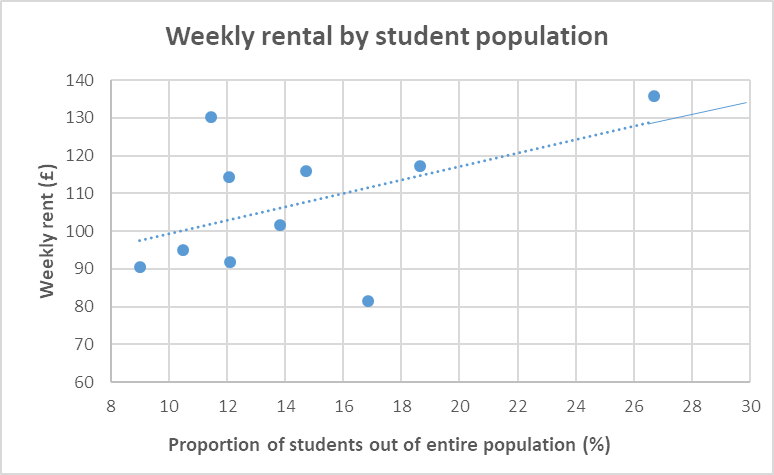 Weekly rental by student population
140
130
120
110
100
90
80
70
60
Weekly rent (£)
8 10 12 14 16 18 20 22 24 26 28 30
Proportion of students out of entire population (%)